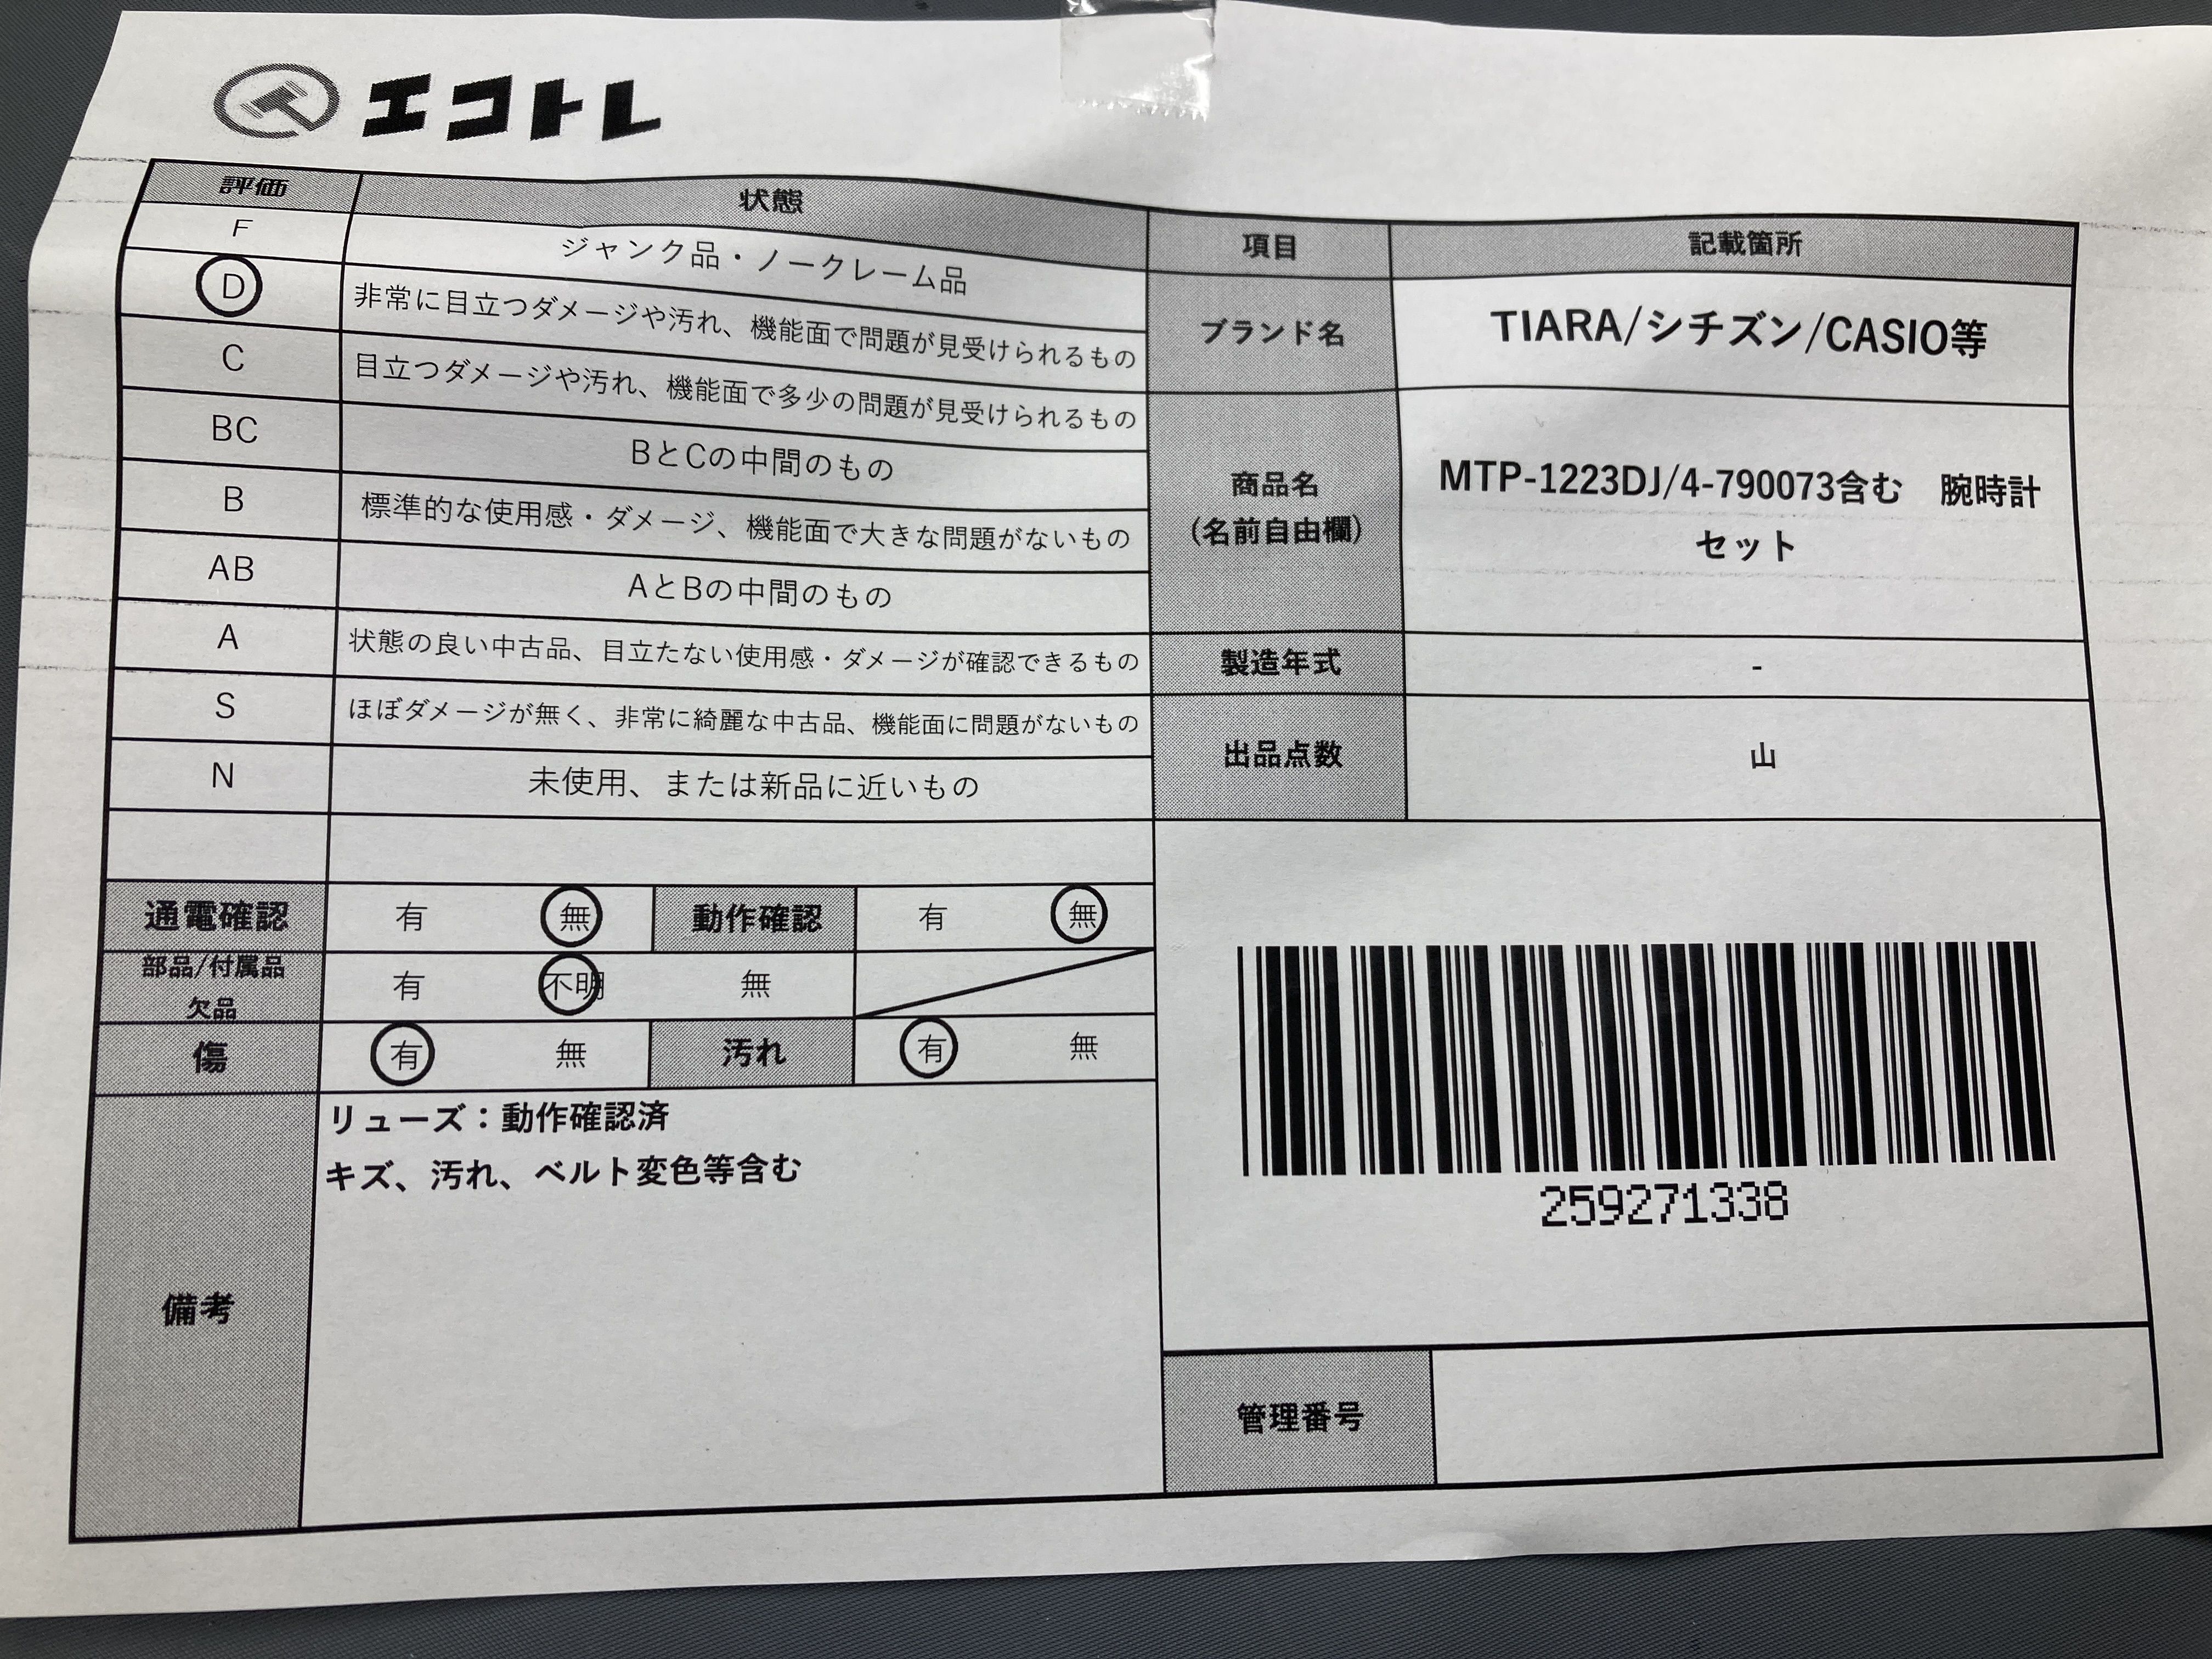 エコトレ
評価 状態
F ジャンク品・ノークレーム品
D 非常に目立つダメージや汚れ、機能面で問題が見受けられるもの
C 目立つダメージや汚れ、機能面で多少の問題が見受けられるもの
BC BとCの中間のもの
B 標準的な使用感・ダメージ、機能面で大きな問題がないもの
AB AとBの中間のもの
A 状態の良い中古品、目立たない使用感・ダメージが確認できるもの
S ほぼダメージが無く、非常に綺麗な中古品、機能面に問題がないもの
N 未使用、または新品に近いもの
通電確認 有 無 動作確認 有 無
部品/付属品
欠品 有 不明 無
傷 有 無 汚れ 有 無
備考
リューズ：動作確認済
キズ、汚れ、ベルト変色等含む
項目 記載箇所
ブランド名 TIARA/シチズン/CASIO等
商品名
（名前自由欄）
MTP-1223DJ/4-790073含む　腕時計
セット
製造年式 -
出品点数 山
259271338
管理番号